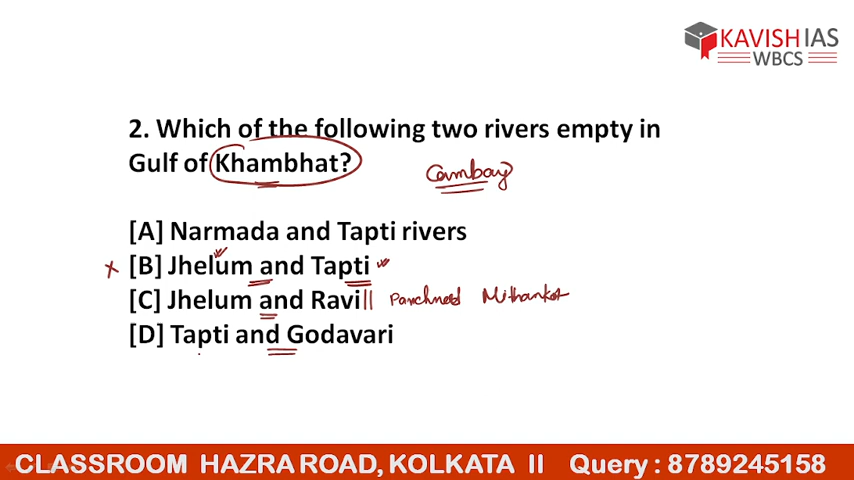 KAVISH IAS
WBCS
2. Which of the following two rivers empty in
Gulf of Khambhat?
Cambay
[A] Narmada and Tapti rivers
x [B] Jhelum and Tapti
[C] Jhelum and Ravi || Panchnad Mithankot
[D] Tapti and Godavari
CLASSROOM HAZRA ROAD, KOLKATA II Query : 8789245158